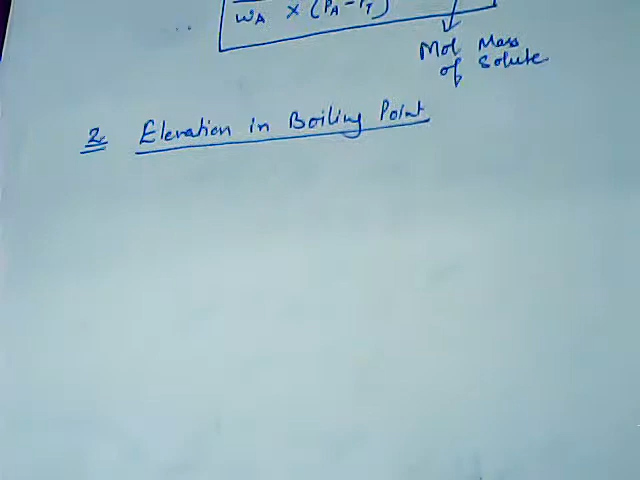 W_A × (P_A - P_T)
Mol Mass
of Solute
2 Elevation in Boiling Point